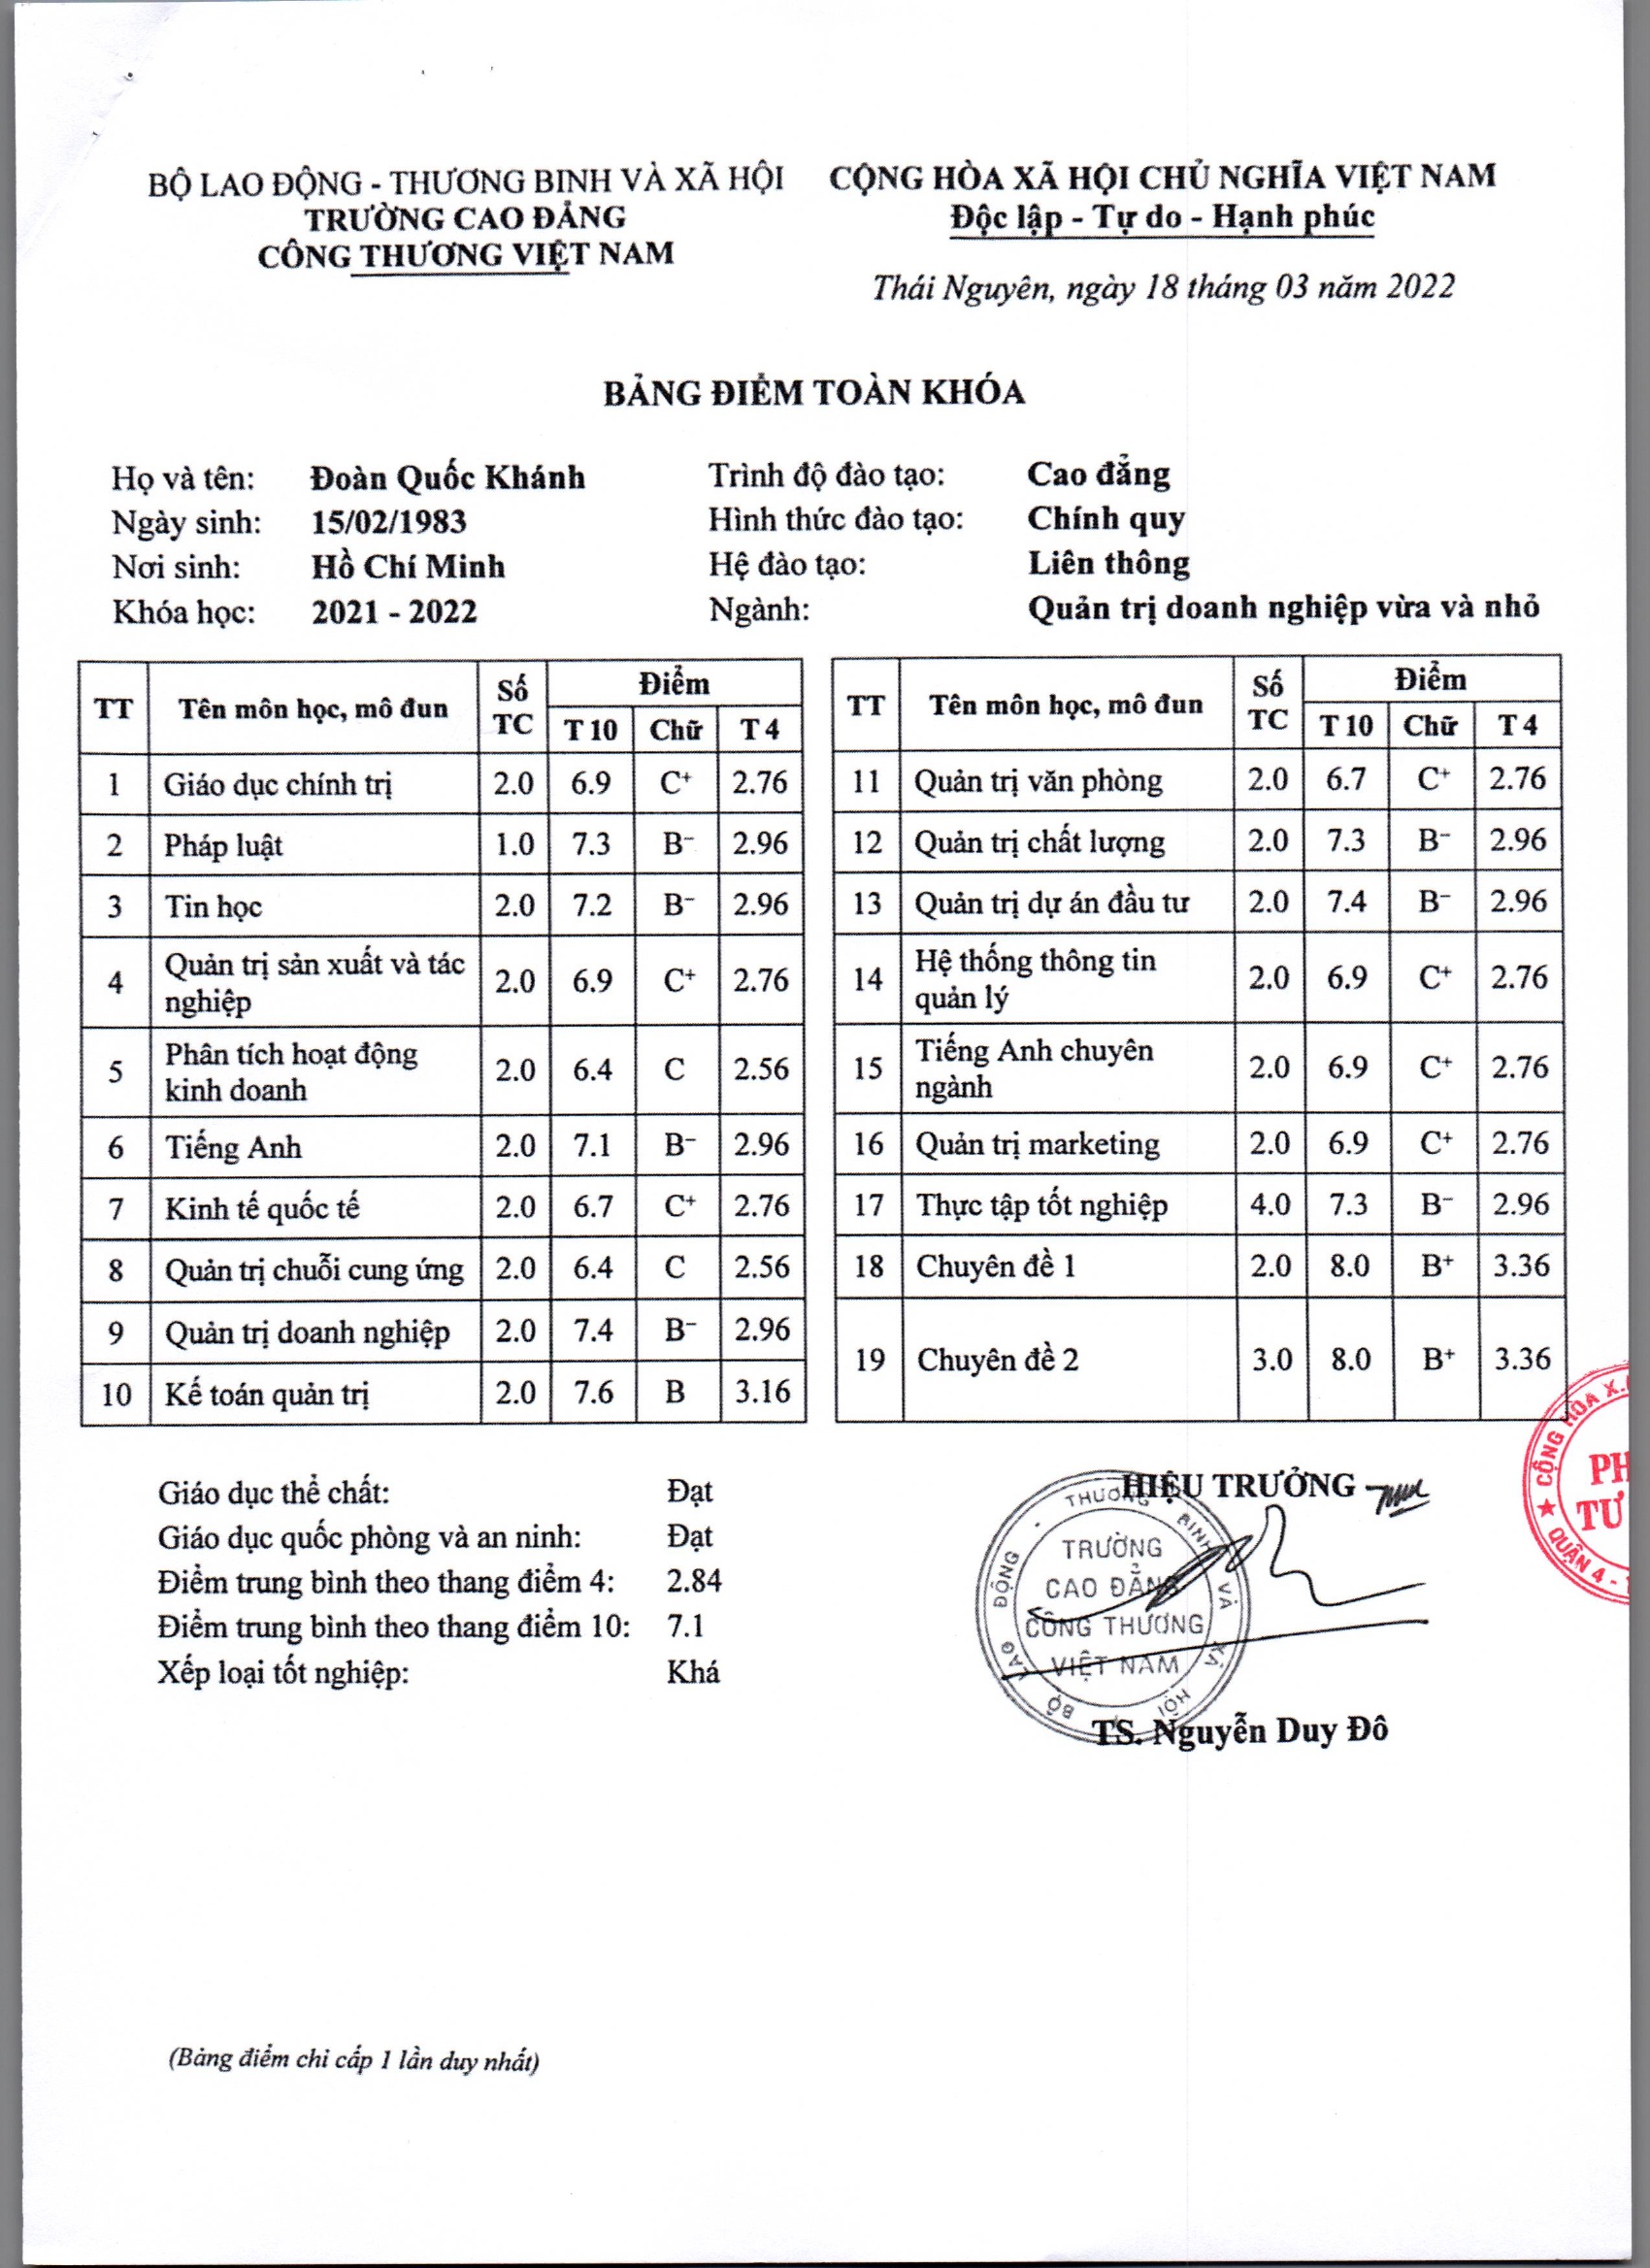 BỘ LAO ĐỘNG - THƯƠNG BINH VÀ XÃ HỘI
TRƯỜNG CAO ĐẲNG
CÔNG THƯƠNG VIỆT NAM
CỘNG HÒA XÃ HỘI CHỦ NGHĨA VIỆT NAM
Độc lập - Tự do - Hạnh phúc
Thái Nguyên, ngày 18 tháng 03 năm 2022
BẢNG ĐIỂM TOÀN KHÓA
Họ và tên: Đoàn Quốc Khánh
Ngày sinh: 15/02/1983
Nơi sinh: Hồ Chí Minh
Khóa học: 2021 - 2022
Trình độ đào tạo: Cao đẳng
Hình thức đào tạo: Chính quy
Hệ đào tạo: Liên thông
Ngành: Quản trị doanh nghiệp vừa và nhỏ
TT Tên môn học, mô đun Số TC Điểm
T 10 Chữ T 4
1 Giáo dục chính trị 2.0 6.9 C+ 2.76
2 Pháp luật 1.0 7.3 B− 2.96
3 Tin học 2.0 7.2 B− 2.96
4 Quản trị sản xuất và tác
nghiệp 2.0 6.9 C+ 2.76
5 Phân tích hoạt động
kinh doanh 2.0 6.4 C 2.56
6 Tiếng Anh 2.0 7.1 B− 2.96
7 Kinh tế quốc tế 2.0 6.7 C+ 2.76
8 Quản trị chuỗi cung ứng 2.0 6.4 C 2.56
9 Quản trị doanh nghiệp 2.0 7.4 B− 2.96
10 Kế toán quản trị 2.0 7.6 B 3.16
TT Tên môn học, mô đun Số TC Điểm
T 10 Chữ T 4
11 Quản trị văn phòng 2.0 6.7 C+ 2.76
12 Quản trị chất lượng 2.0 7.3 B− 2.96
13 Quản trị dự án đầu tư 2.0 7.4 B− 2.96
14 Hệ thống thông tin
quản lý 2.0 6.9 C+ 2.76
15 Tiếng Anh chuyên
ngành 2.0 6.9 C+ 2.76
16 Quản trị marketing 2.0 6.9 C+ 2.76
17 Thực tập tốt nghiệp 4.0 7.3 B− 2.96
18 Chuyên đề 1 2.0 8.0 B+ 3.36
19 Chuyên đề 2 3.0 8.0 B+ 3.36
Giáo dục thể chất: Đạt
Giáo dục quốc phòng và an ninh: Đạt
Điểm trung bình theo thang điểm 4: 2.84
Điểm trung bình theo thang điểm 10: 7.1
Xếp loại tốt nghiệp: Khá
HIỆU TRƯỞNG
BỘ LAO ĐỘNG - THƯƠNG BINH VÀ XÃ HỘI
TRƯỜNG
CAO ĐẲNG
CÔNG THƯƠNG
VIỆT NAM
TS. Nguyễn Duy Đô
CỘNG HÒA X.
PH
TƯ
QUẬN 4 -
(Bảng điểm chỉ cấp 1 lần duy nhất)